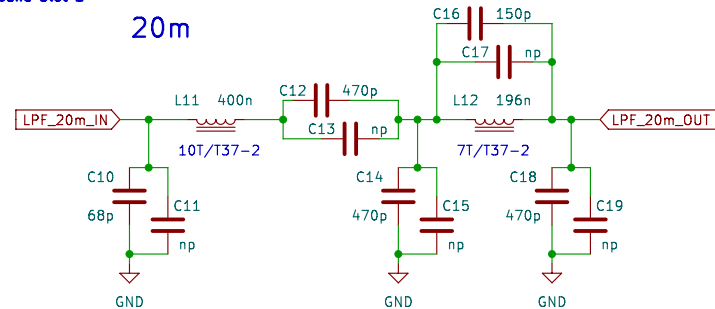 20m
C16 150p
C17 np
L11 400n
C12 470p
L12 196n
LPF_20m_IN
LPF_20m_OUT
C13 np
10T/T37-2
7T/T37-2
C10
68p
C11
np
C14
470p
C15
np
C18
470p
C19
np
GND
GND
GND